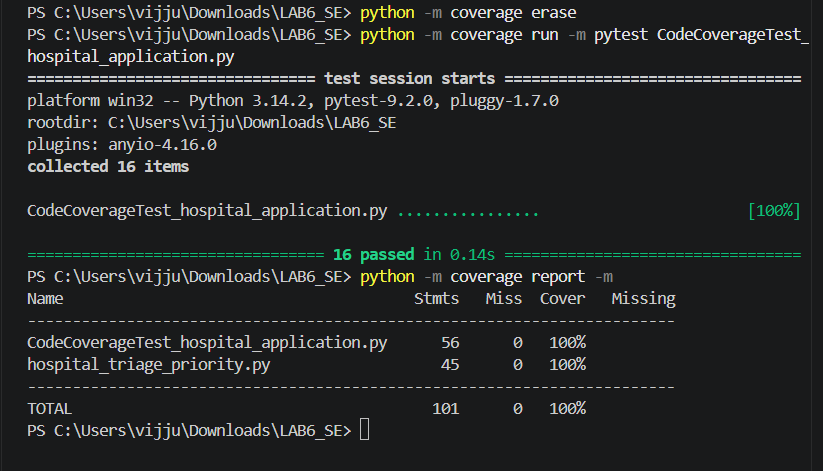 PS C:\Users\vijju\Downloads\LAB6_SE> python -m coverage erase
PS C:\Users\vijju\Downloads\LAB6_SE> python -m coverage run -m pytest CodeCoverageTest_
hospital_application.py
================================ test session starts =================================
platform win32 -- Python 3.14.2, pytest-9.2.0, pluggy-1.7.0
rootdir: C:\Users\vijju\Downloads\LAB6_SE
plugins: anyio-4.16.0
collected 16 items
CodeCoverageTest_hospital_application.py ................ [100%]
================================= 16 passed in 0.14s =================================
PS C:\Users\vijju\Downloads\LAB6_SE> python -m coverage report -m
Name Stmts Miss Cover Missing
------------------------------------------------------------------------
CodeCoverageTest_hospital_application.py 56 0 100%
hospital_triage_priority.py 45 0 100%
------------------------------------------------------------------------
TOTAL 101 0 100%
PS C:\Users\vijju\Downloads\LAB6_SE>